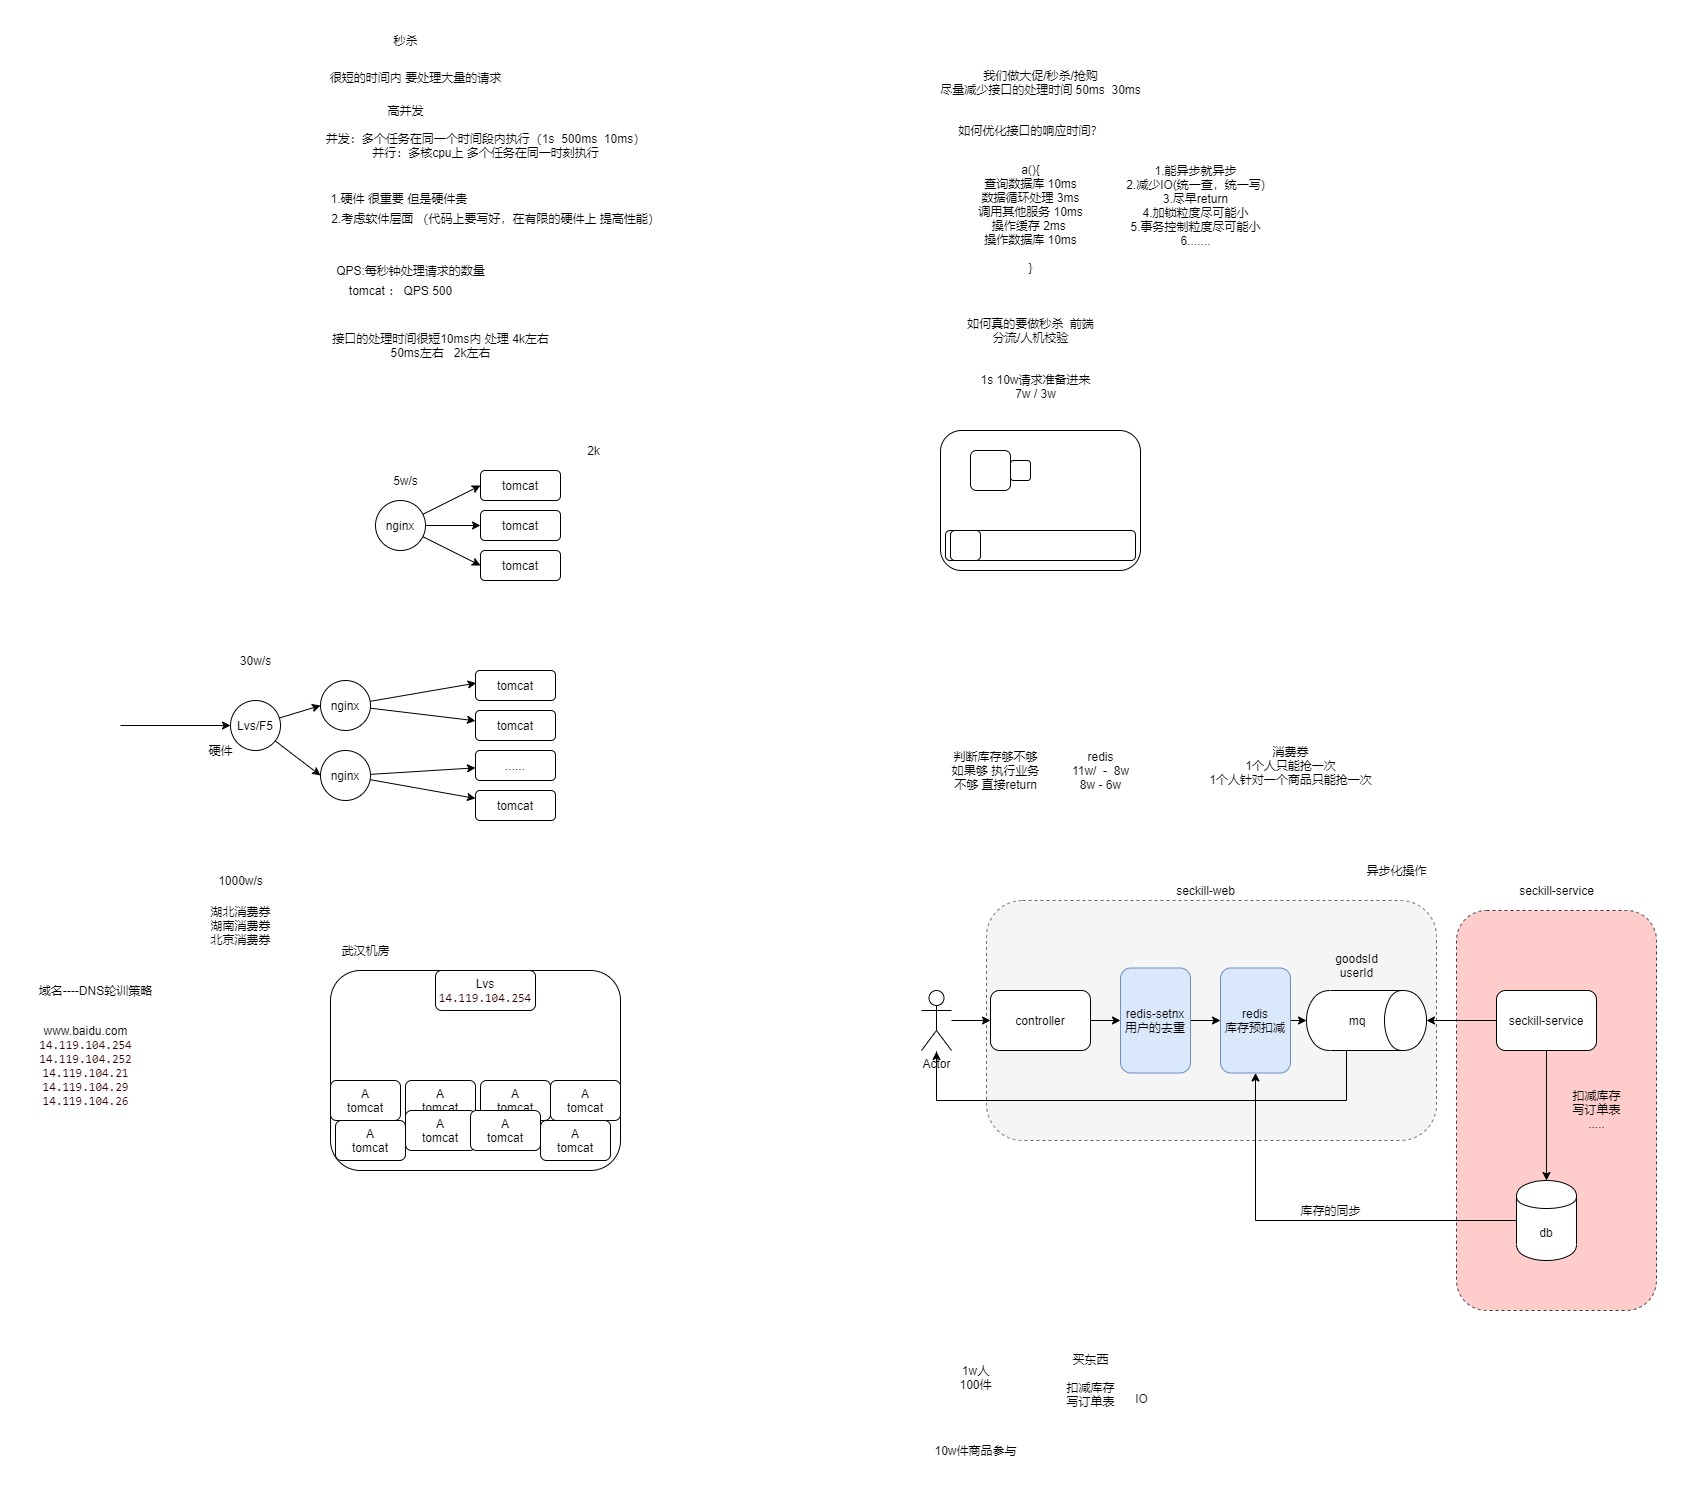 秒杀
很短的时间内 要处理大量的请求
高并发
并发：多个任务在同一个时间段内执行（1s  500ms  10ms）
并行：多核cpu上 多个任务在同一时刻执行
1.硬件 很重要 但是硬件贵
2.考虑软件层面 （代码上要写好，在有限的硬件上 提高性能）
QPS:每秒钟处理请求的数量
tomcat ： QPS 500
接口的处理时间很短10ms内 处理 4k左右
50ms左右   2k左右
2k
5w/s
nginx
tomcat
tomcat
tomcat
30w/s
Lvs/F5
硬件
nginx
nginx
tomcat
tomcat
......
tomcat
1000w/s
湖北消费券
湖南消费券
北京消费券
武汉机房
域名----DNS轮训策略
www.baidu.com
14.119.104.254
14.119.104.252
14.119.104.21
14.119.104.29
14.119.104.26
Lvs
14.119.104.254
A
tomcat
A
tomcat
A
tomcat
A
tomcat
A
tomcat
A
tomcat
A
tomcat
A
tomcat
我们做大促/秒杀/抢购
尽量减少接口的处理时间 50ms  30ms
如何优化接口的响应时间?
a(){
查询数据库 10ms
数据循环处理 3ms
调用其他服务 10ms
操作缓存 2ms
操作数据库 10ms
}
1.能异步就异步
2.减少IO(统一查，统一写)
3.尽早return
4.加锁粒度尽可能小
5.事务控制粒度尽可能小
6.......
如何真的要做秒杀  前端
分流/人机校验
1s 10w请求准备进来
7w / 3w
判断库存够不够
如果够 执行业务
不够 直接return
redis
11w/  -  8w
8w - 6w
消费券
1个人只能抢一次
1个人针对一个商品只能抢一次
异步化操作
seckill-web
seckill-service
goodsId
userId
Actor
controller
redis-setnx
用户的去重
redis
库存预扣减
mq
seckill-service
扣减库存
写订单表
.....
库存的同步
db
1w人
100件
买东西
扣减库存
写订单表
IO
10w件商品参与